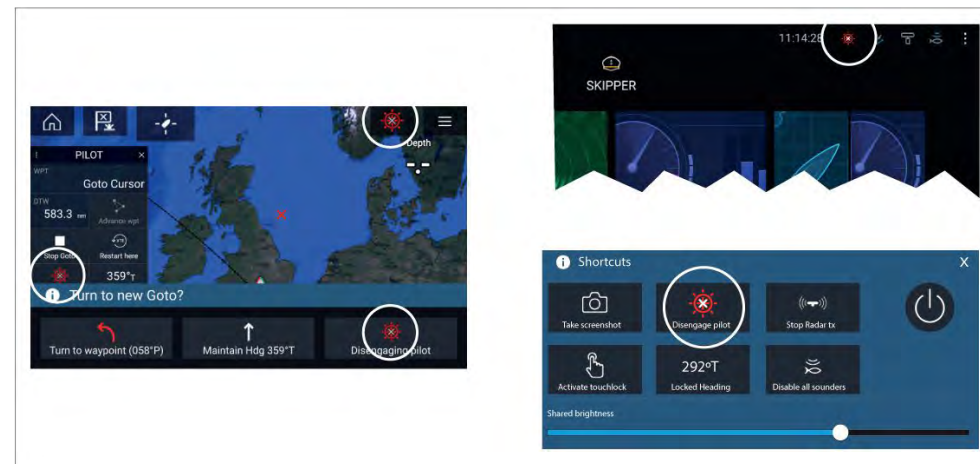 Depth
--.-
PILOT
X
WPT
Goto Cursor
DTW
583.3 nm
Advance wpt
Stop Goto
Restart here
359°T
Turn to new Goto?
Turn to waypoint (058°P)
Maintain Hdg 359°T
Disengaging pilot
11:14:28
SKIPPER
Shortcuts
X
Take screenshot
Disengage pilot
Stop Radar tx
Activate touchlock
292°T
Locked Heading
Disable all sounders
Shared brightness